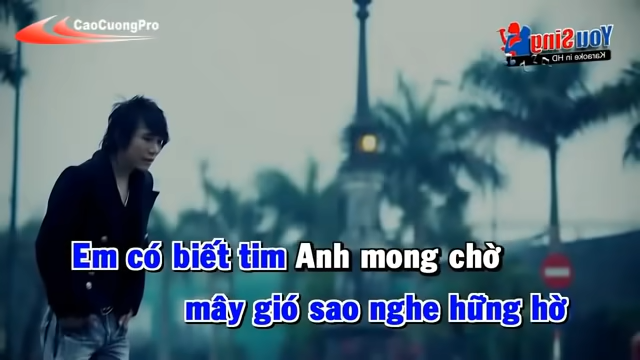 CaoCuongPro
YouSing
Karaoke in HD
Em có biết tim Anh mong chờ
mây gió sao nghe hững hờ